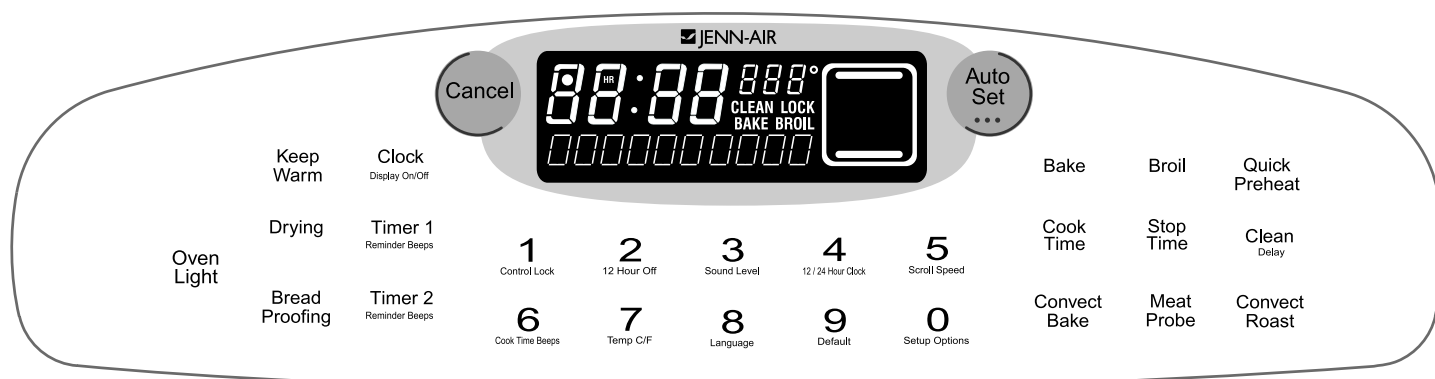 JENN-AIR
Cancel
88:88
HR
888°
CLEAN LOCK
BAKE BROIL
Auto
Set
Keep
Warm
Clock
Display On/Off
Drying
Timer 1
Reminder Beeps
Oven
Light
Bread
Proofing
Timer 2
Reminder Beeps
1
Control Lock
2
12 Hour Off
3
Sound Level
4
12 / 24 Hour Clock
5
Scroll Speed
6
Cook Time Beeps
7
Temp C/F
8
Language
9
Default
0
Setup Options
Bake
Broil
Quick
Preheat
Cook
Time
Stop
Time
Clean
Delay
Convect
Bake
Meat
Probe
Convect
Roast